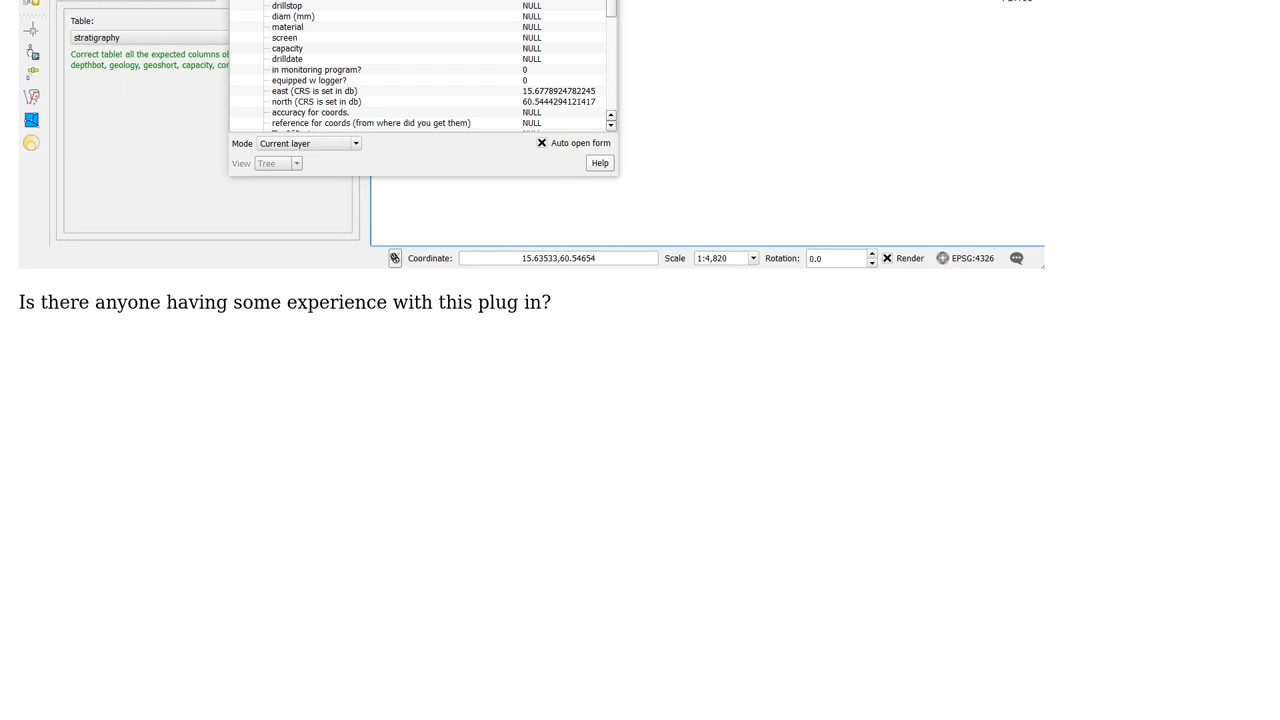 drillstop NULL
Table:
diam (mm) NULL
material NULL
stratigraphy
screen NULL
capacity NULL
Correct table! all the expected columns ol
drilldate NULL
depthbot, geology, geoshort, capacity, cor
in monitoring program? 0
equipped w logger? 0
east (CRS is set in db) 15.6778924782245
north (CRS is set in db) 60.5444294121417
accuracy for coords. NULL
reference for coords (from where did you get them) NULL
Mode Current layer Auto open form
View Tree Help
Coordinate: 15.63533,60.54654 Scale 1:4,820 Rotation: 0.0 Render EPSG:4326
Is there anyone having some experience with this plug in?